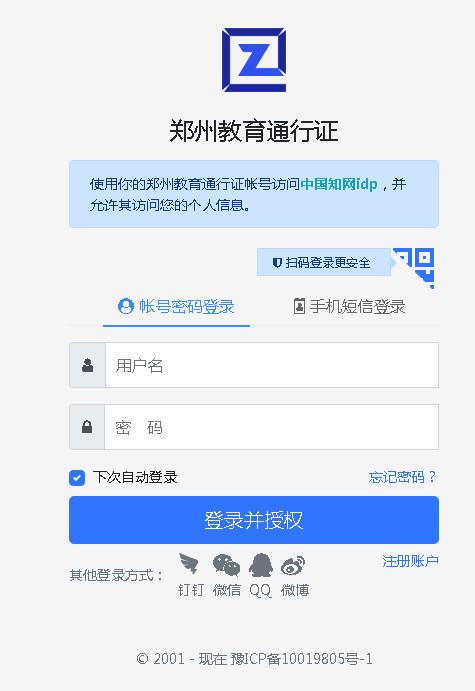 郑州教育通行证
使用你的郑州教育通行证帐号访问中国知网idp，并
允许其访问您的个人信息。
扫码登录更安全
帐号密码登录 手机短信登录
用户名
密 码
下次自动登录 忘记密码？
登录并授权
其他登录方式： 钉钉 微信 QQ 微博 注册账户
© 2001 - 现在 豫ICP备10019805号-1